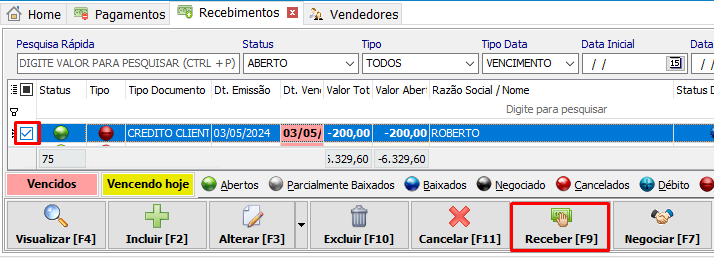 Home Pagamentos Recebimentos Vendedores
Pesquisa Rápida Status Tipo Tipo Data Data Inicial
DIGITE VALOR PARA PESQUISAR (CTRL + P) ABERTO TODOS VENCIMENTO / / 15
Status Tipo Tipo Documento Dt. Emissão Dt. Venc Valor Tot Valor Abert Razão Social / Nome Status D
Digite para pesquisar
CREDITO CLIENT 03/05/2024 03/05/ -200,00 -200,00 ROBERTO
75 6.329,60 -6.329,60
Vencidos Vencendo hoje Abertos Parcialmente Baixados Baixados Negociado Cancelados Débito
Visualizar [F4] Incluir [F2] Alterar [F3] Excluir [F10] Cancelar [F11] Receber [F9] Negociar [F7]